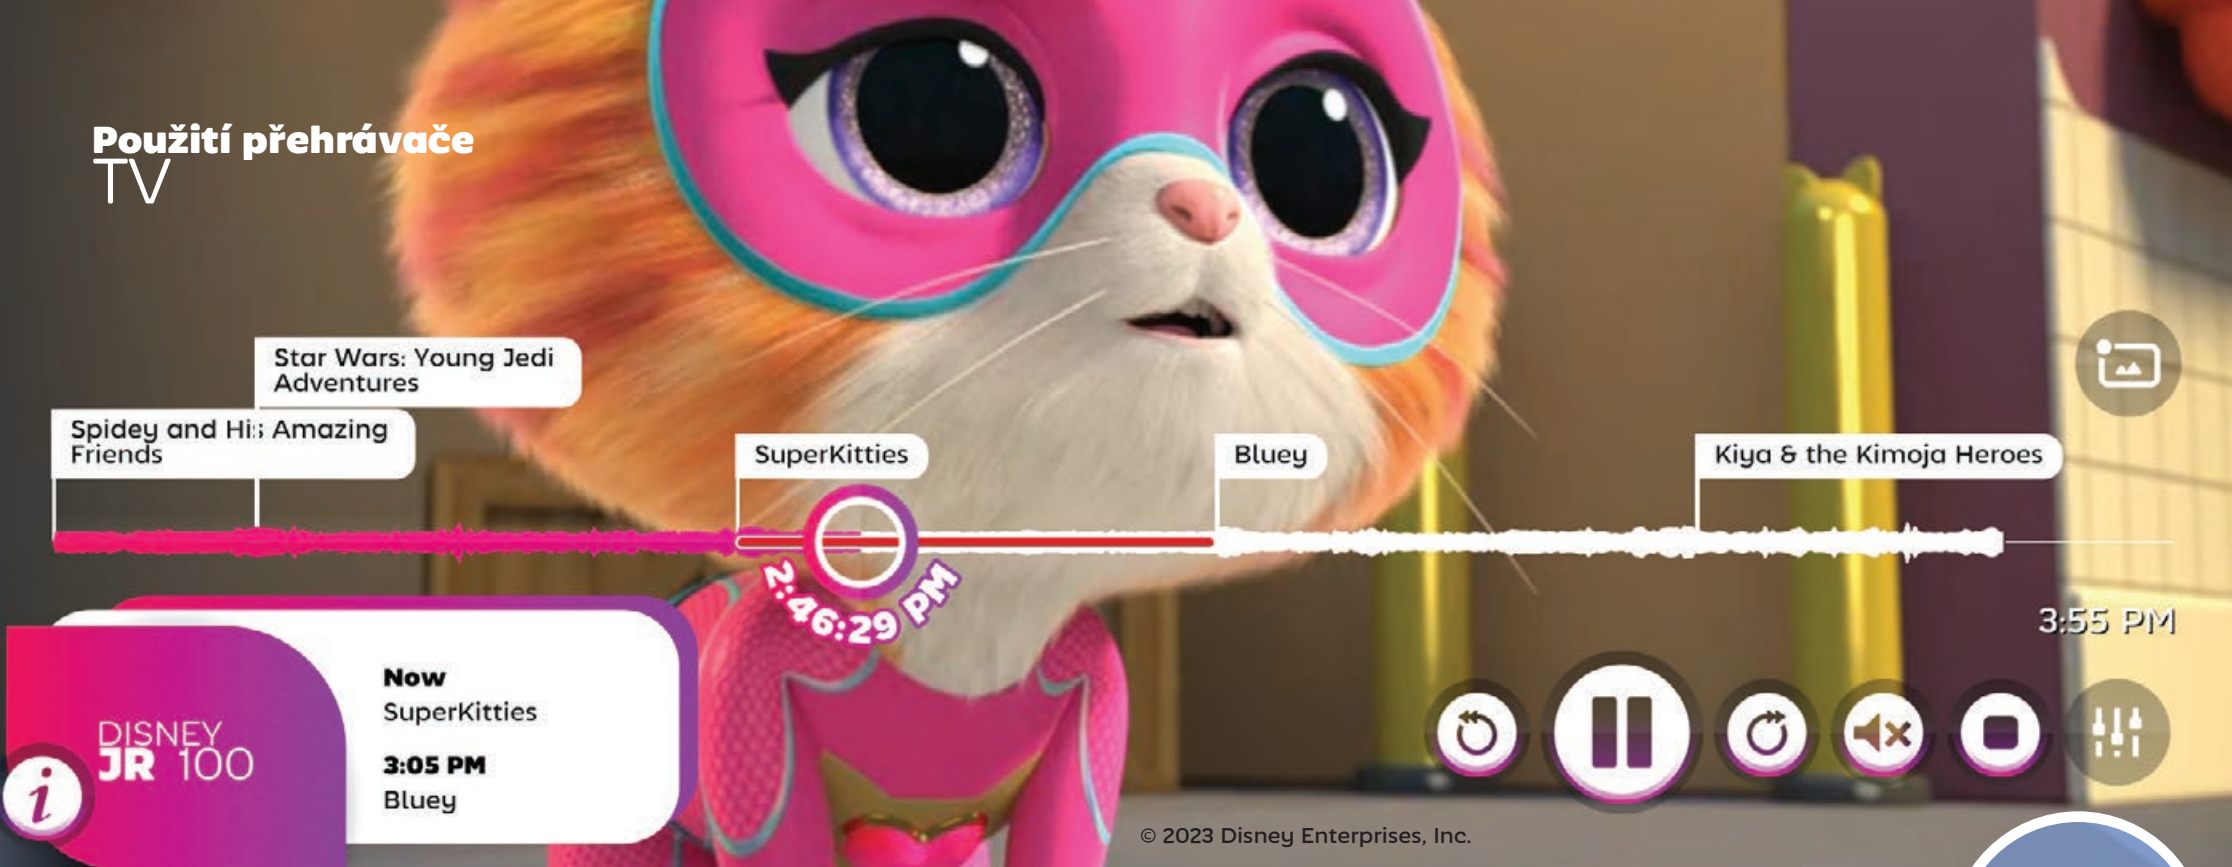 Použití přehrávače
TV
Star Wars: Young Jedi
Adventures
Spidey and His Amazing
Friends
SuperKitties
Bluey
Kiya & the Kimoja Heroes
2:46:29 PM
3:55 PM
Now
SuperKitties
3:05 PM
Bluey
DISNEY
JR 100
i
© 2023 Disney Enterprises, Inc.